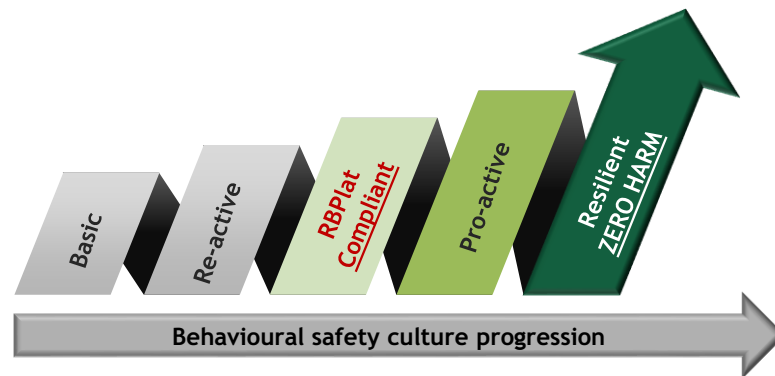 Basic
Re-active
RBPlat
Compliant
Pro-active
Resilient
ZERO HARM
Behavioural safety culture progression